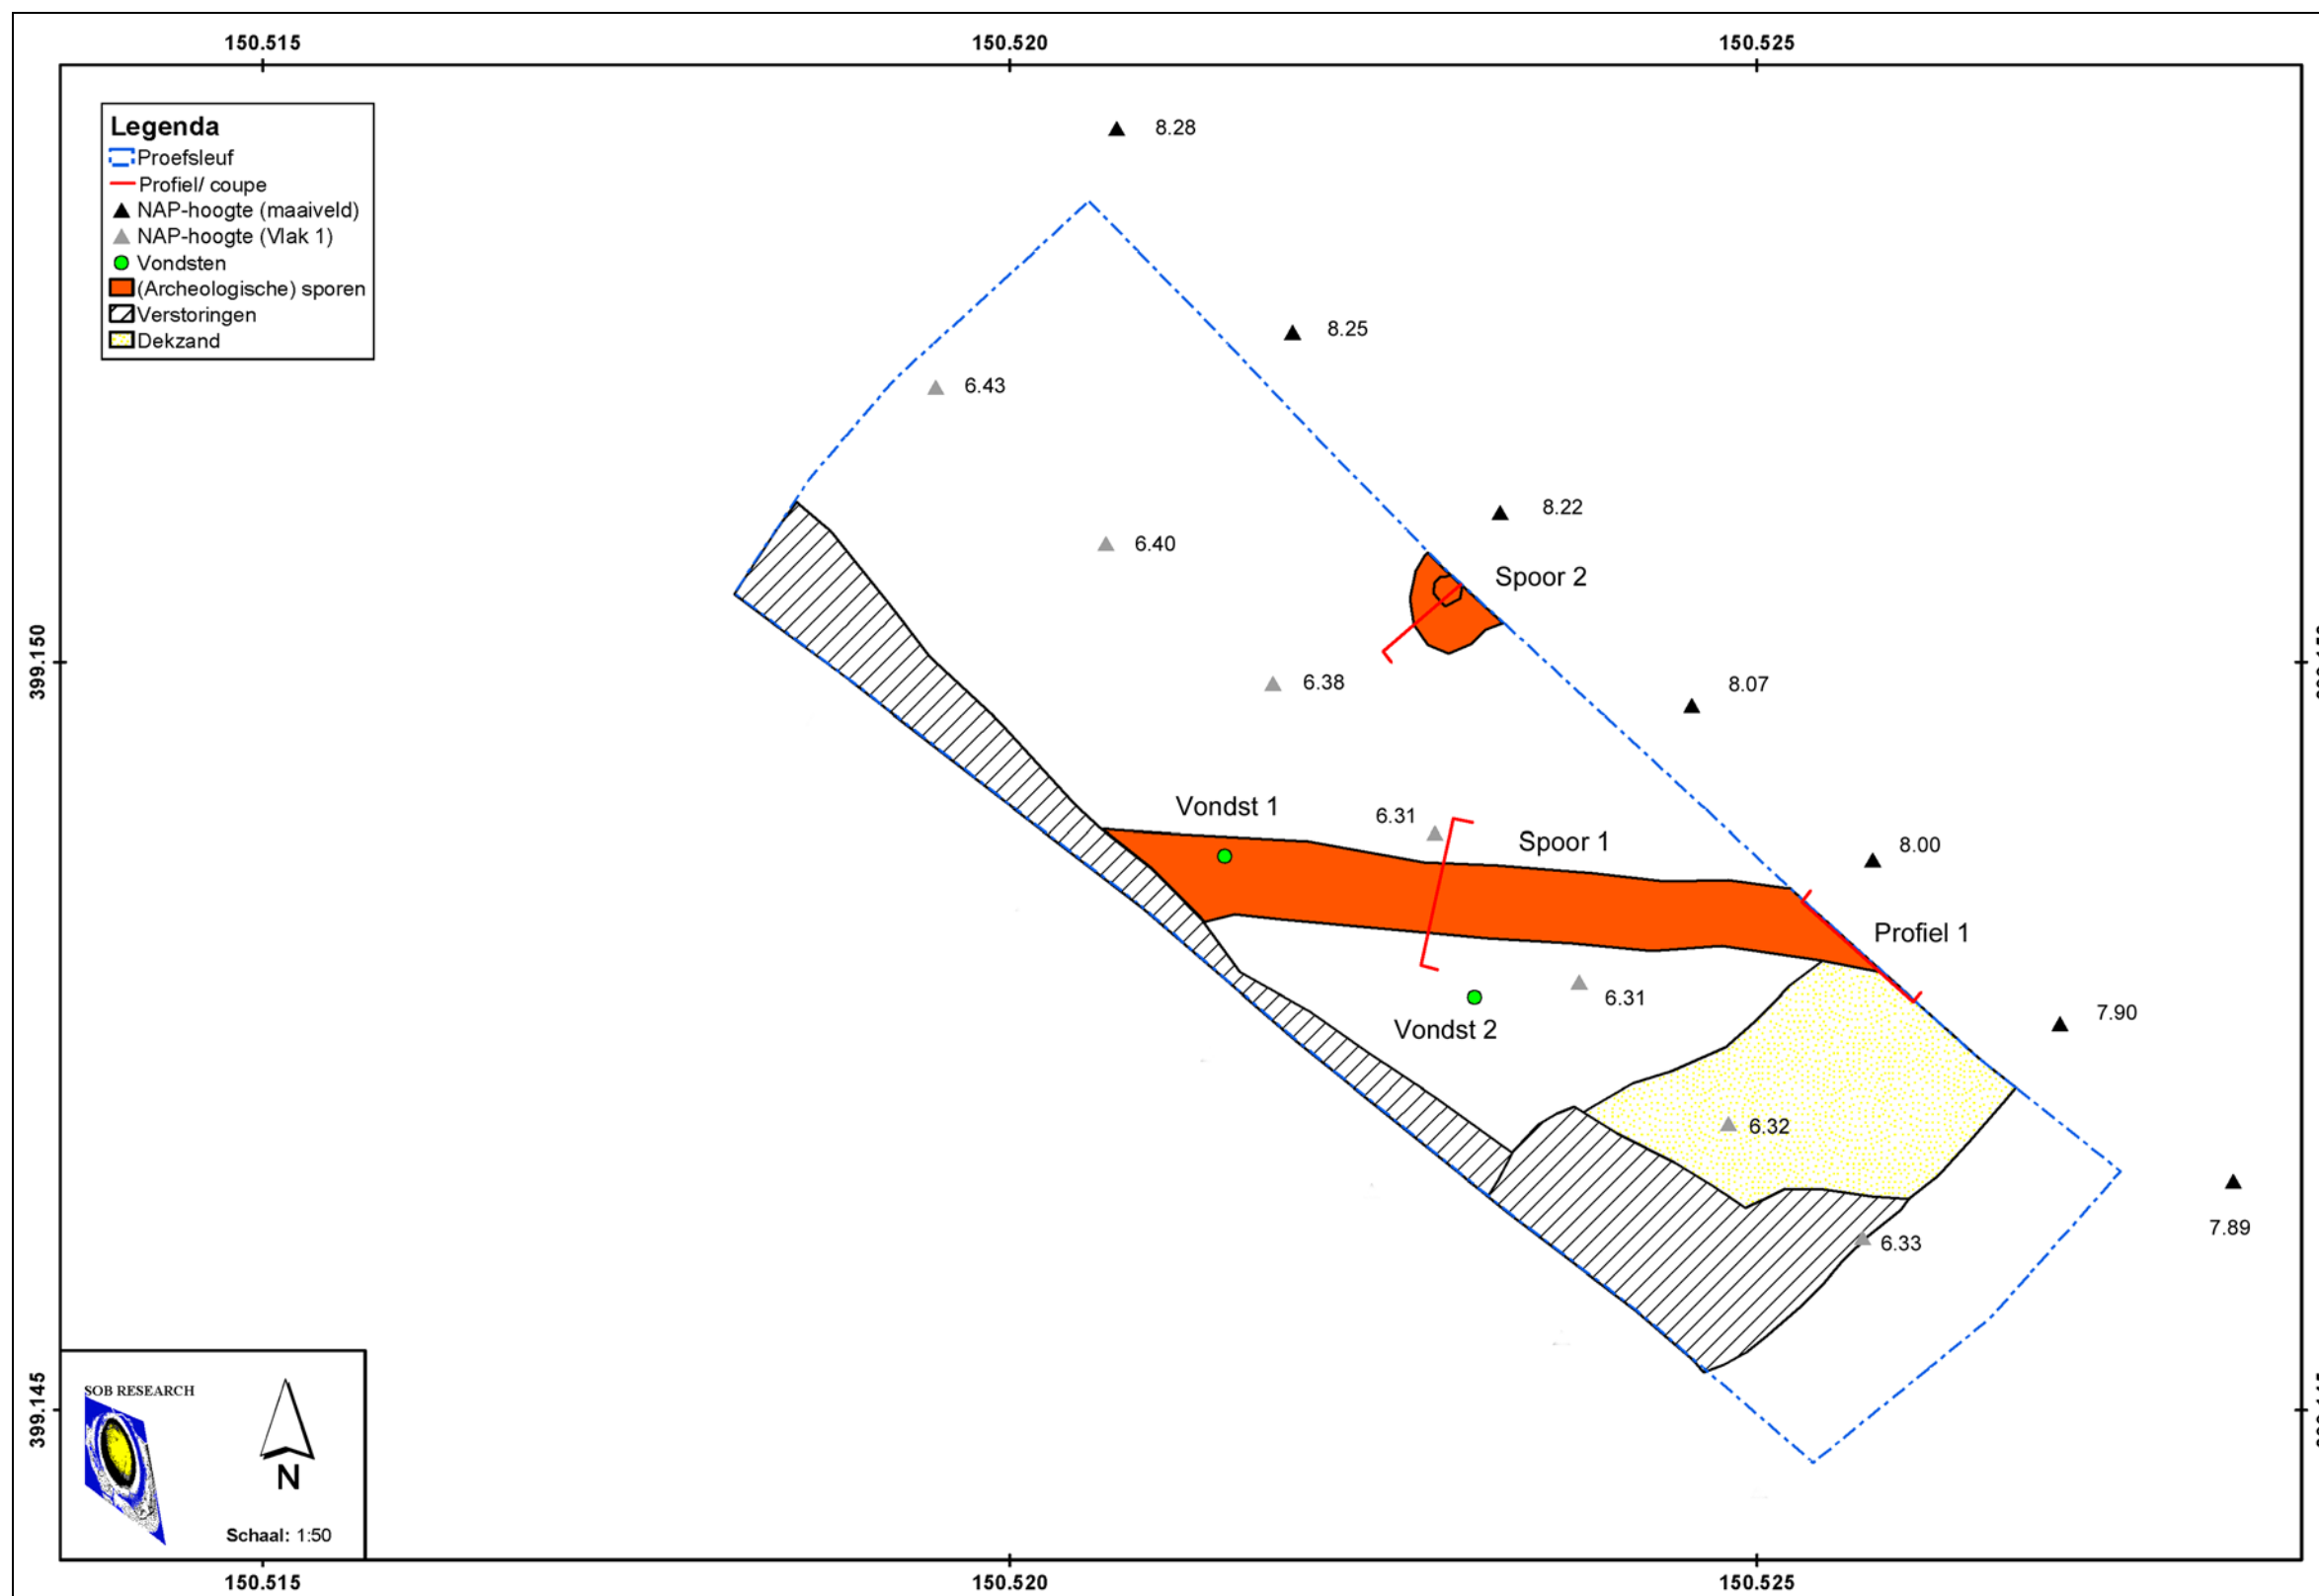 150.515 150.520 150.525
Legenda
Proefsleuf
Profiel/ coupe
NAP-hoogte (maaiveld)
NAP-hoogte (Vlak 1)
Vondsten
(Archeologische) sporen
Verstoringen
Dekzand
8.28
8.25
6.43
8.22
6.40
Spoor 2
399.150
6.38
8.07
Vondst 1
6.31
Spoor 1
8.00
Profiel 1
6.31
7.90
Vondst 2
6.32
7.89
6.33
399.145
SOB RESEARCH
N
Schaal: 1:50
150.515 150.520 150.525